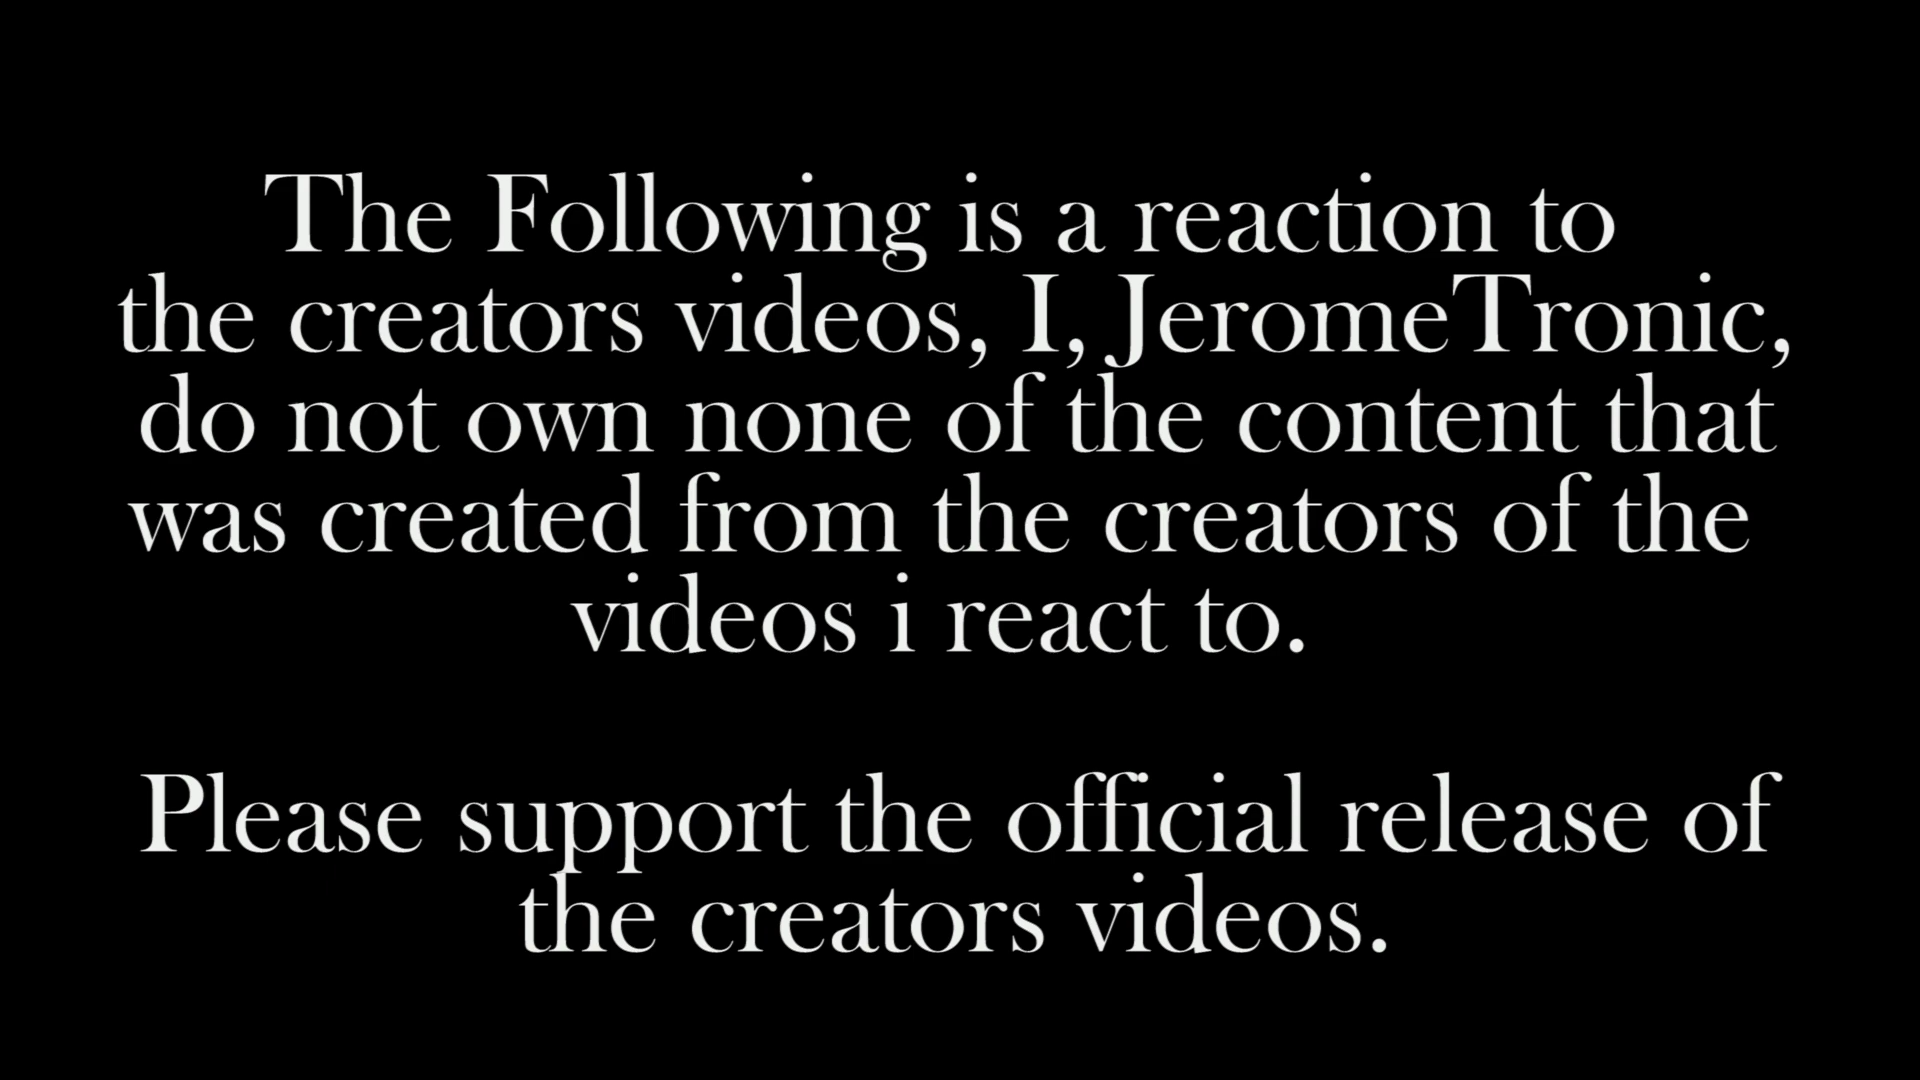 The Following is a reaction to
the creators videos, I, JeromeTronic,
do not own none of the content that
was created from the creators of the
videos i react to.
Please support the official release of
the creators videos.